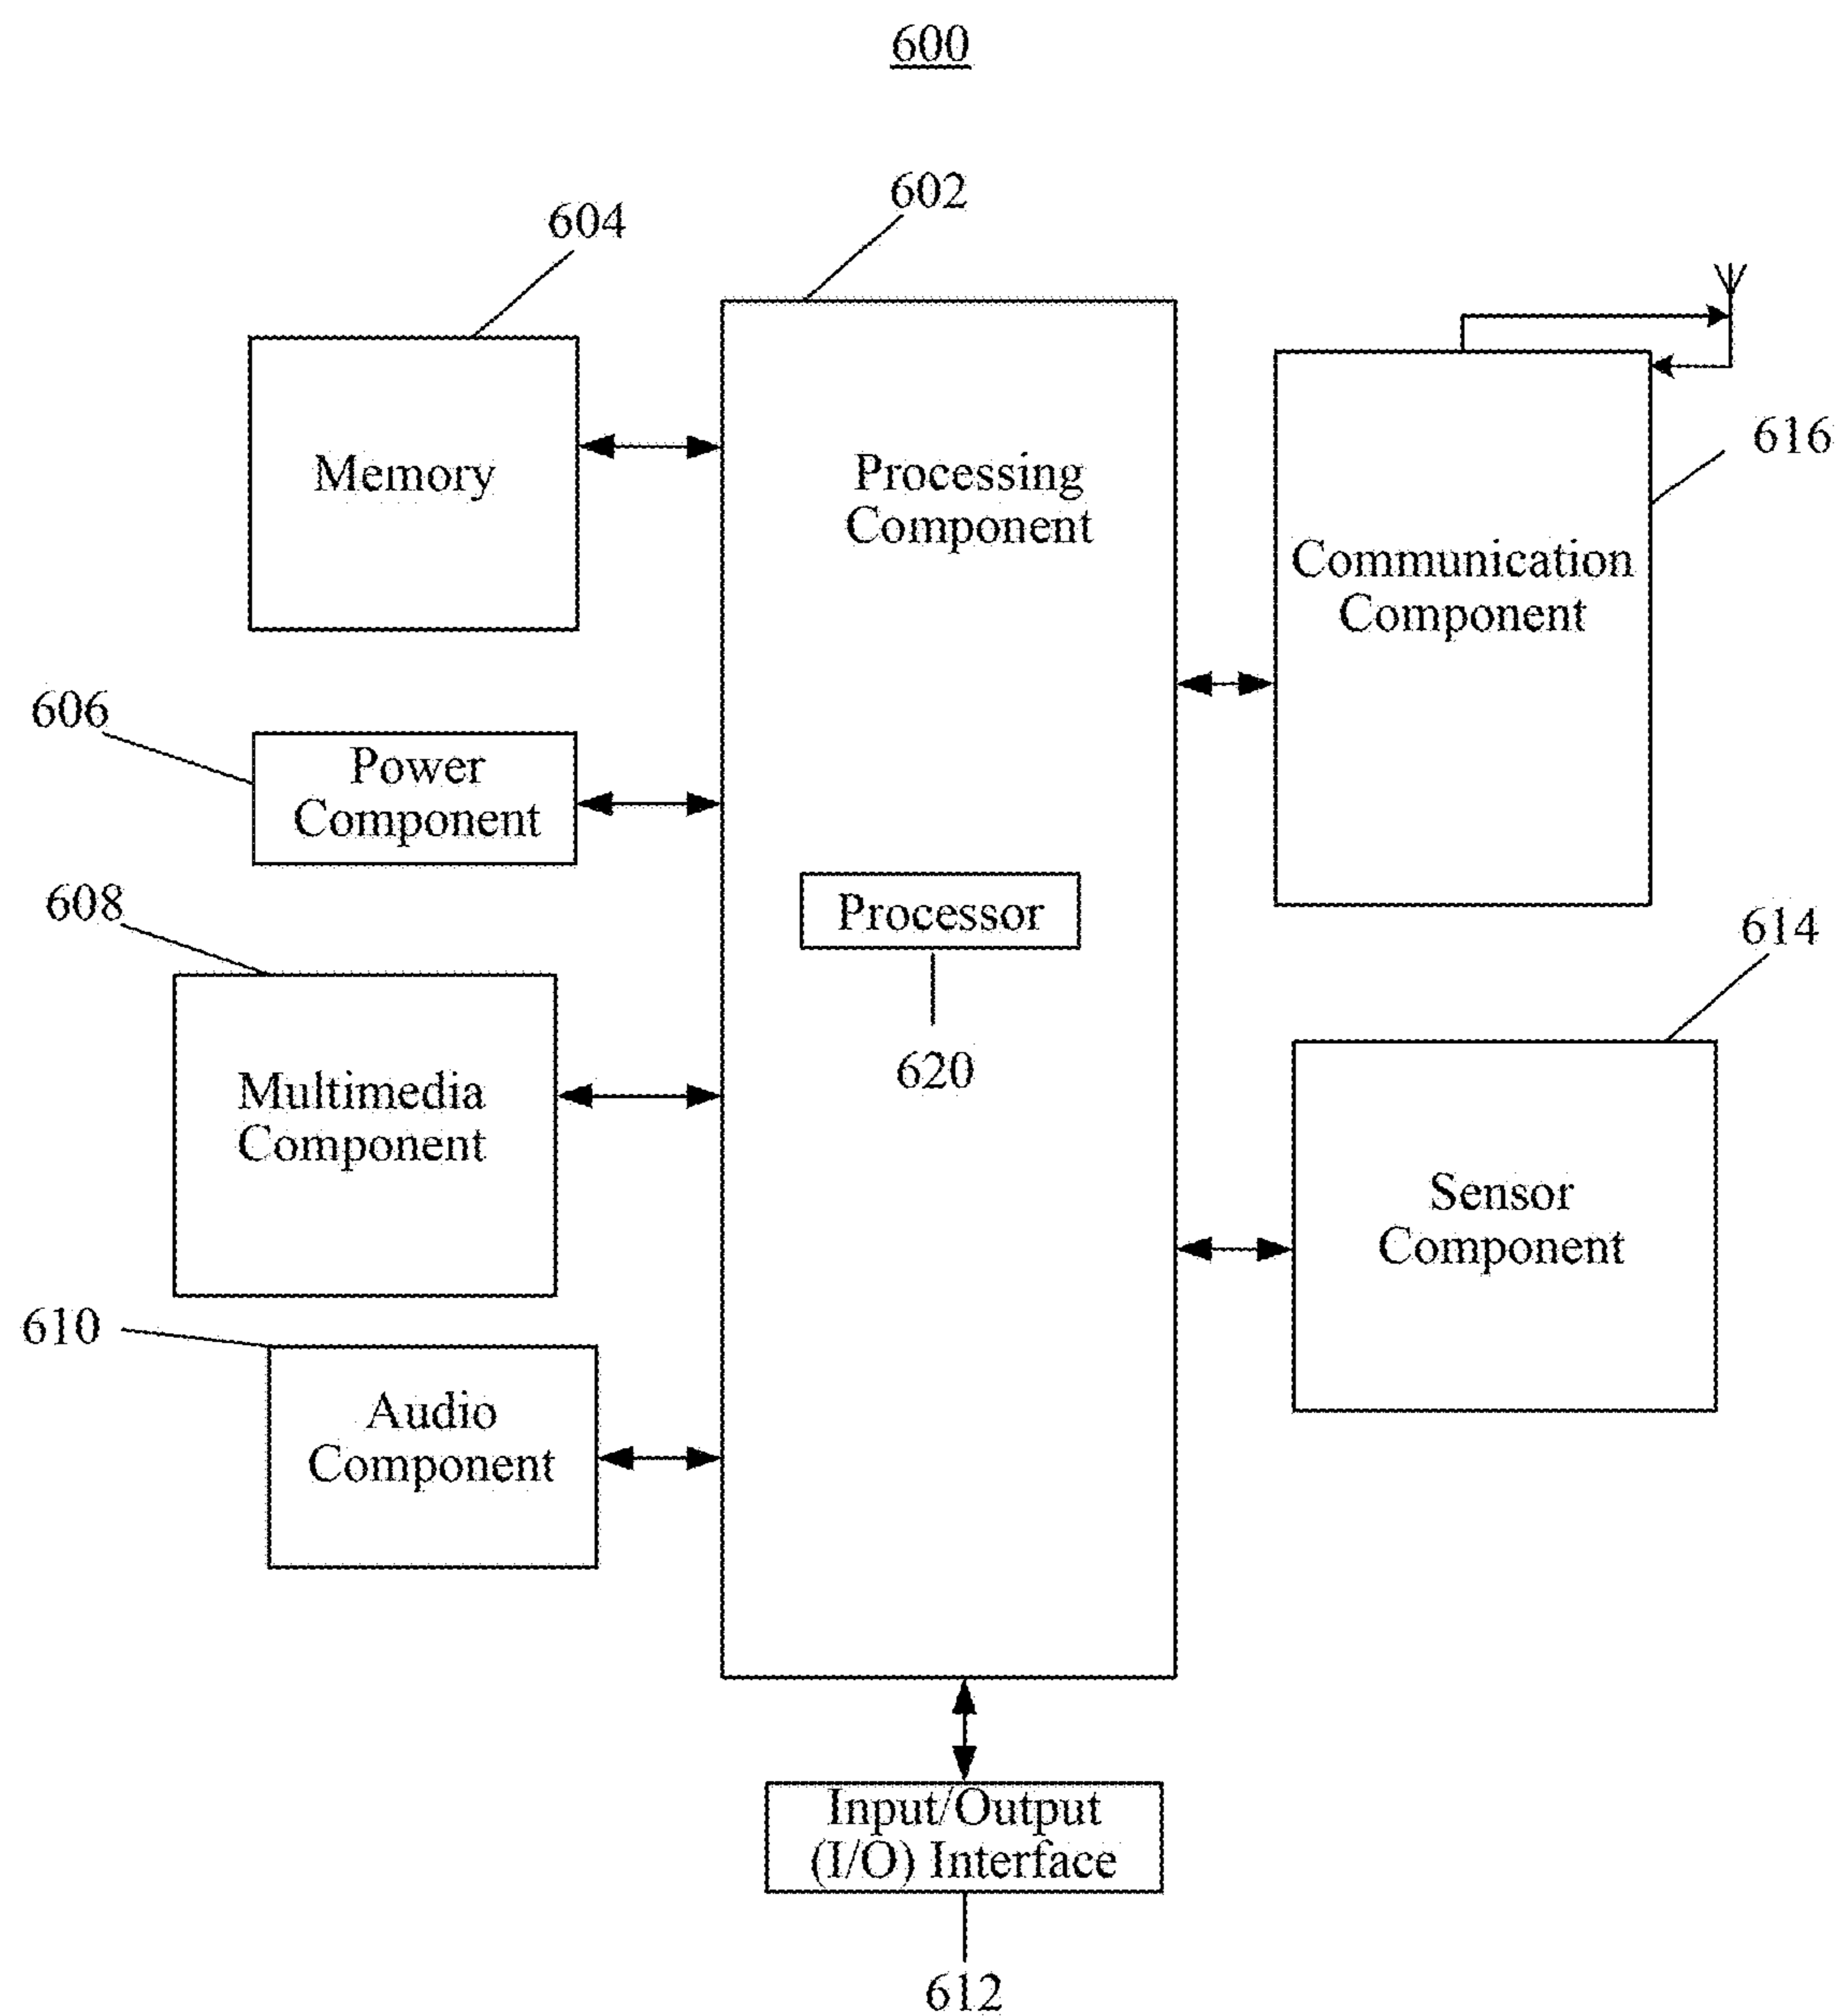 600
602
604
Memory
Processing
Component
616
Communication
Component
606
Power
Component
608
Processor
614
620
Multimedia
Component
Sensor
Component
610
Audio
Component
Input/Output
(I/O) Interface
612